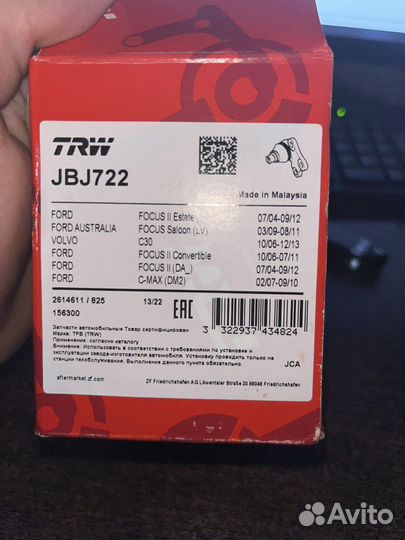 TRW
JBJ722
Made in Malaysia
FORD FOCUS II Estate 07/04-09/12
FORD AUSTRALIA FOCUS Saloon (LV) 03/09-08/11
VOLVO C30 10/06-12/13
FORD FOCUS II Convertible 10/06-07/11
FORD FOCUS II (DA_) 07/04-09/12
FORD C-MAX (DM2) 02/07-09/10
2614611 / 825 13/22 EAC
156300
3 322937 434824
Запчасти автомобильные Товар сертифицирован
Марка: ТРВ (TRW)
Применение: согласно каталогу
Использовать в соответствии с требованиями по установке и
эксплуатации завода-изготовителя автомобиля. Установку проводить только на
станции техобслуживания. Выполнение данного пункта обязательно.
JCA
aftermarket.zf.com
ZF Friedrichshafen AG Löwentaler Straße 20 88046 Friedrichshafen
Avito